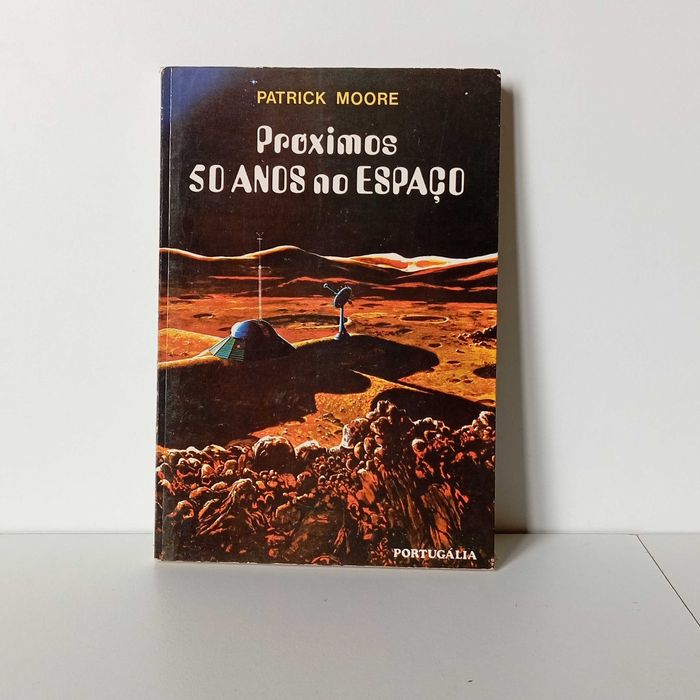 PATRICK MOORE
Proximos
50 ANOS no ESPAÇO
PORTUGÁLIA